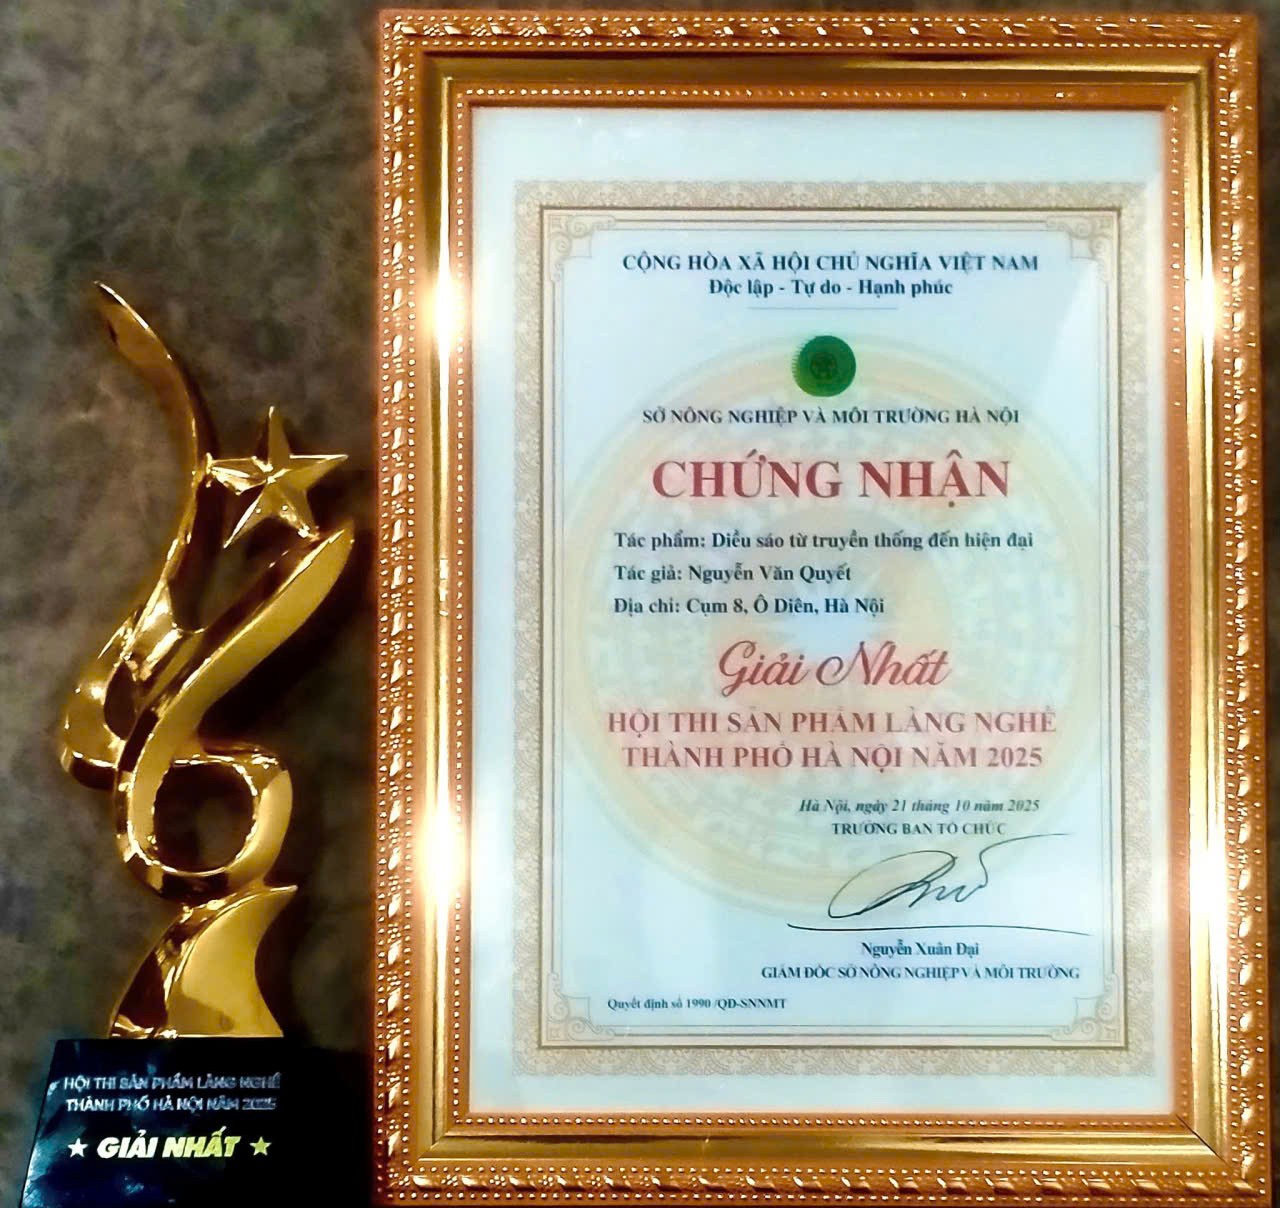 CỘNG HÒA XÃ HỘI CHỦ NGHĨA VIỆT NAM
Độc lập - Tự do - Hạnh phúc
SỞ NÔNG NGHIỆP VÀ MÔI TRƯỜNG HÀ NỘI
CHỨNG NHẬN
Tác phẩm: Diều sáo từ truyền thống đến hiện đại
Tác giả: Nguyễn Văn Quyết
Địa chỉ: Cụm 8, Ô Diên, Hà Nội
Giải Nhất
HỘI THI SẢN PHẨM LÀNG NGHỀ
THÀNH PHỐ HÀ NỘI NĂM 2025
Hà Nội, ngày 21 tháng 10 năm 2025
TRƯỞNG BAN TỔ CHỨC
Nguyễn Xuân Đại
GIÁM ĐỐC SỞ NÔNG NGHIỆP VÀ MÔI TRƯỜNG
Quyết định số 1990 /QĐ-SNNMT
HỘI THI SẢN PHẨM LÀNG NGHỀ
THÀNH PHỐ HÀ NỘI NĂM 2025
★ GIẢI NHẤT ★